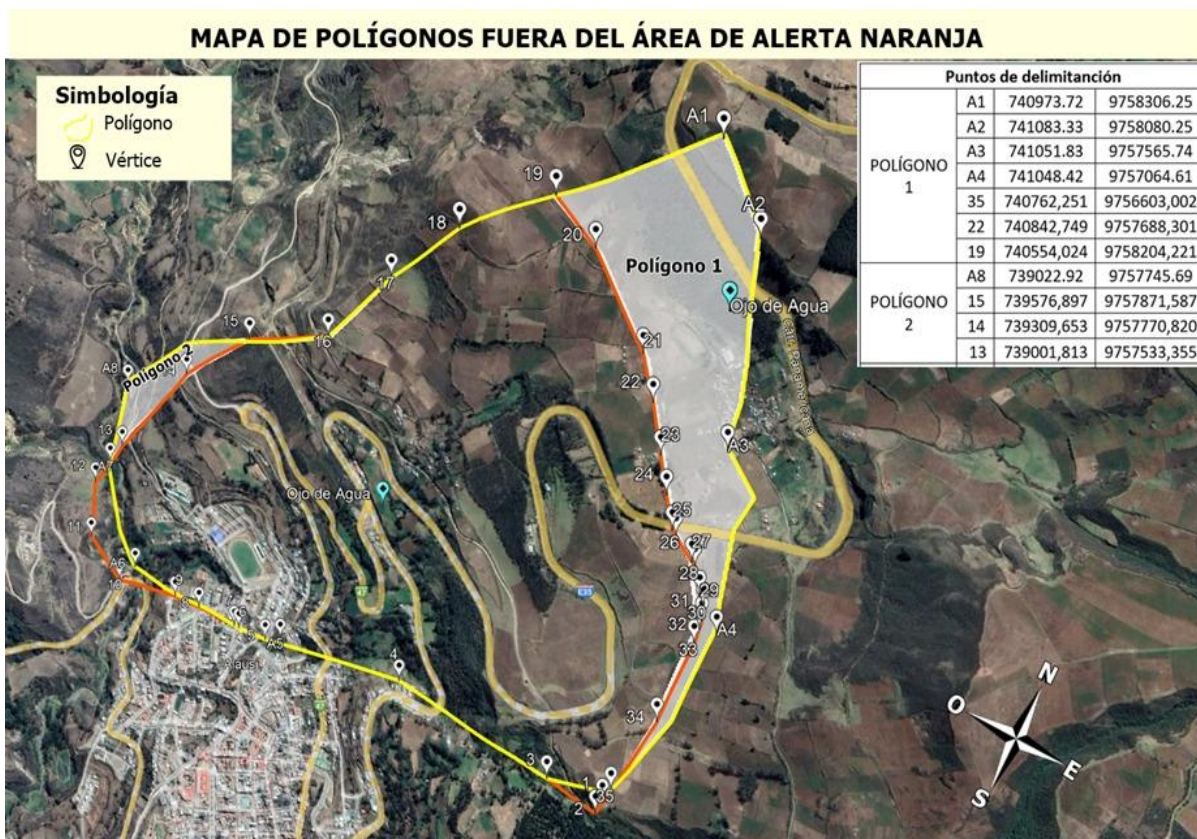 MAPA DE POLÍGONOS FUERA DEL ÁREA DE ALERTA NARANJA
Simbología
Polígono
Vértice
Puntos de delimitanción
POLÍGONO 1
A1 740973.72 9758306.25
A2 741083.33 9758080.25
A3 741051.83 9757565.74
A4 741048.42 9757064.61
35 740762,251 9756603,002
22 740842,749 9757688,301
19 740554,024 9758204,221
POLÍGONO 2
A8 739022.92 9757745.69
15 739576,897 9757871,587
14 739309,653 9757770,820
13 739001,813 9757533,355
A1
19
18
A2
20
17
Polígono 1
Ojo de Agua
15
16
21
Polígono 2
A8
22
13
23
A3
12
A7
24
Ojo de Agua
25
11
26
27
A6
28
10
9
29
E35
8
31
30
A4
32
A5
33
4
Alausí
34
3
1
35
2
N
O
E
S